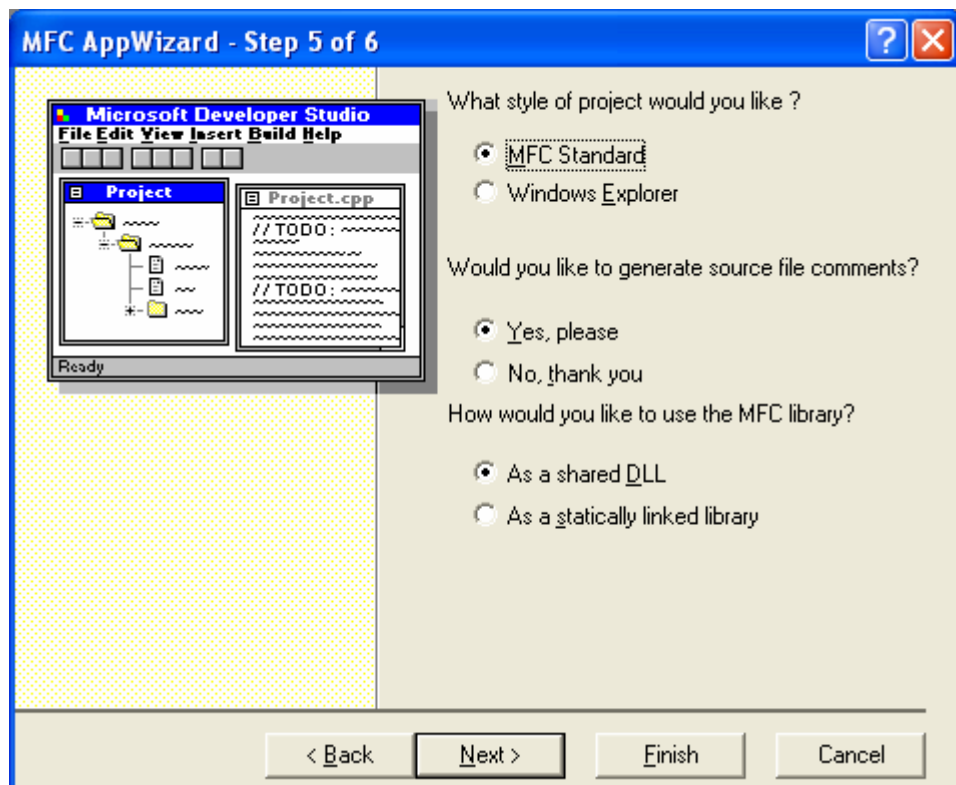 MFC AppWizard - Step 5 of 6
Microsoft Developer Studio
File Edit View Insert Build Help
Project
Project.cpp
//TODO:
//TODO:
Ready
What style of project would you like ?
MFC Standard
Windows Explorer
Would you like to generate source file comments?
Yes, please
No, thank you
How would you like to use the MFC library?
As a shared DLL
As a statically linked library
< Back Next > Finish Cancel